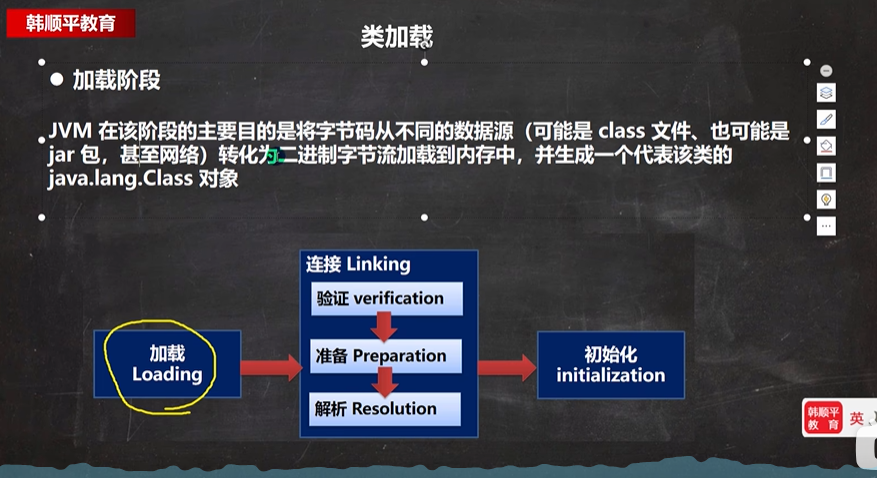 韩顺平教育
类加载
● 加载阶段
JVM 在该阶段的主要目的是将字节码从不同的数据源（可能是 class 文件、也可能是
jar 包，甚至网络）转化为二进制字节流加载到内存中，并生成一个代表该类的
java.lang.Class 对象
连接 Linking
验证 verification
加载
Loading
准备 Preparation
解析 Resolution
初始化
initialization
韩顺平
教 育
英